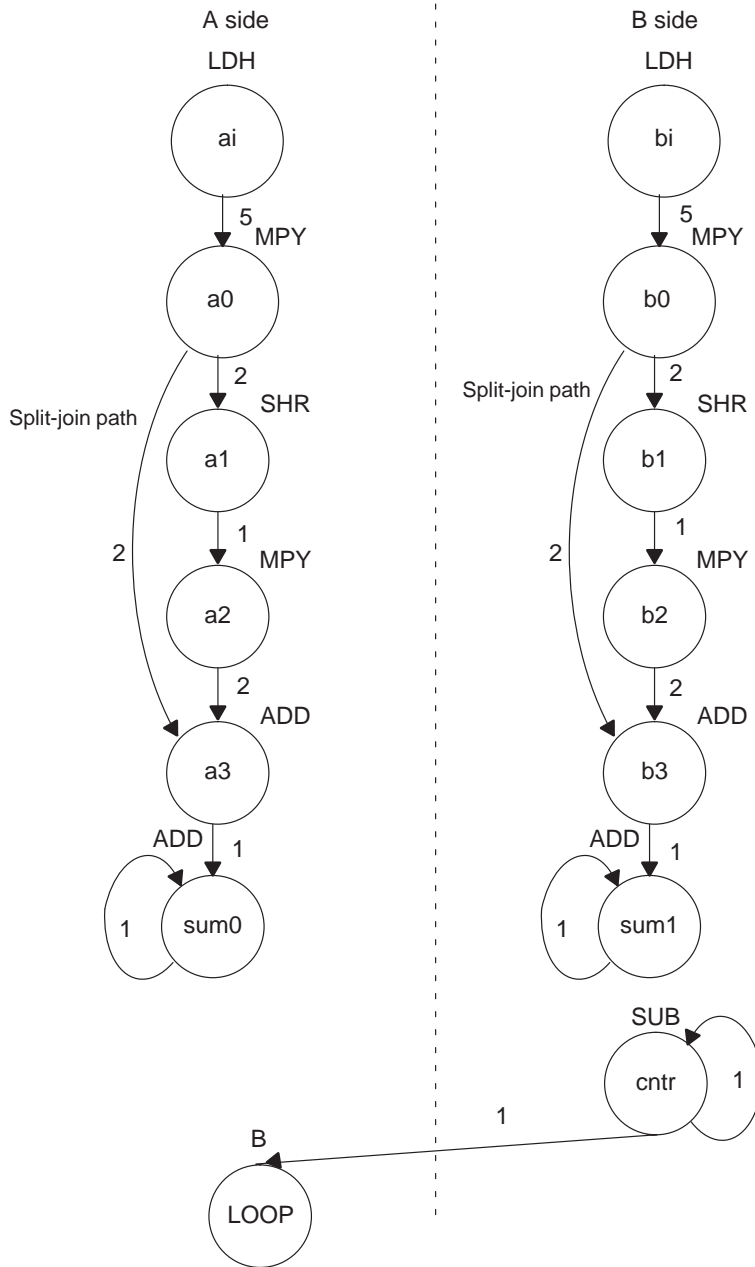 A side
B side
LDH
LDH
ai
bi
5
MPY
5
MPY
a0
b0
2
2
SHR
SHR
Split-join path
Split-join path
a1
b1
1
1
2
MPY
2
MPY
a2
b2
2
2
ADD
ADD
a3
b3
ADD
1
ADD
1
1
sum0
1
sum1
SUB
cntr
1
1
B
LOOP